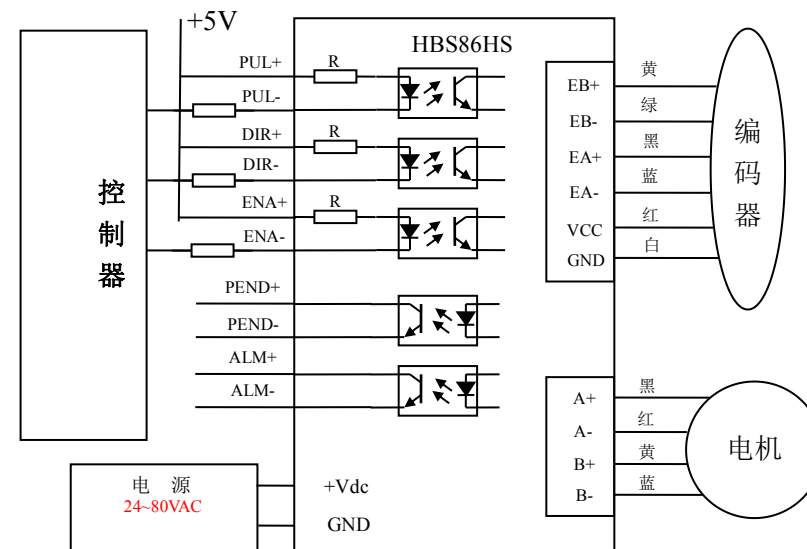 +5V
HBS86HS
PUL+
R
PUL-
DIR+
R
DIR-
ENA+
R
ENA-
PEND+
PEND-
ALM+
ALM-
控制器
电 源
24~80VAC
+Vdc
GND
EB+
黄
EB-
绿
EA+
黑
EA-
蓝
VCC
红
GND
白
编码器
A+
黑
A-
红
B+
黄
B-
蓝
电机